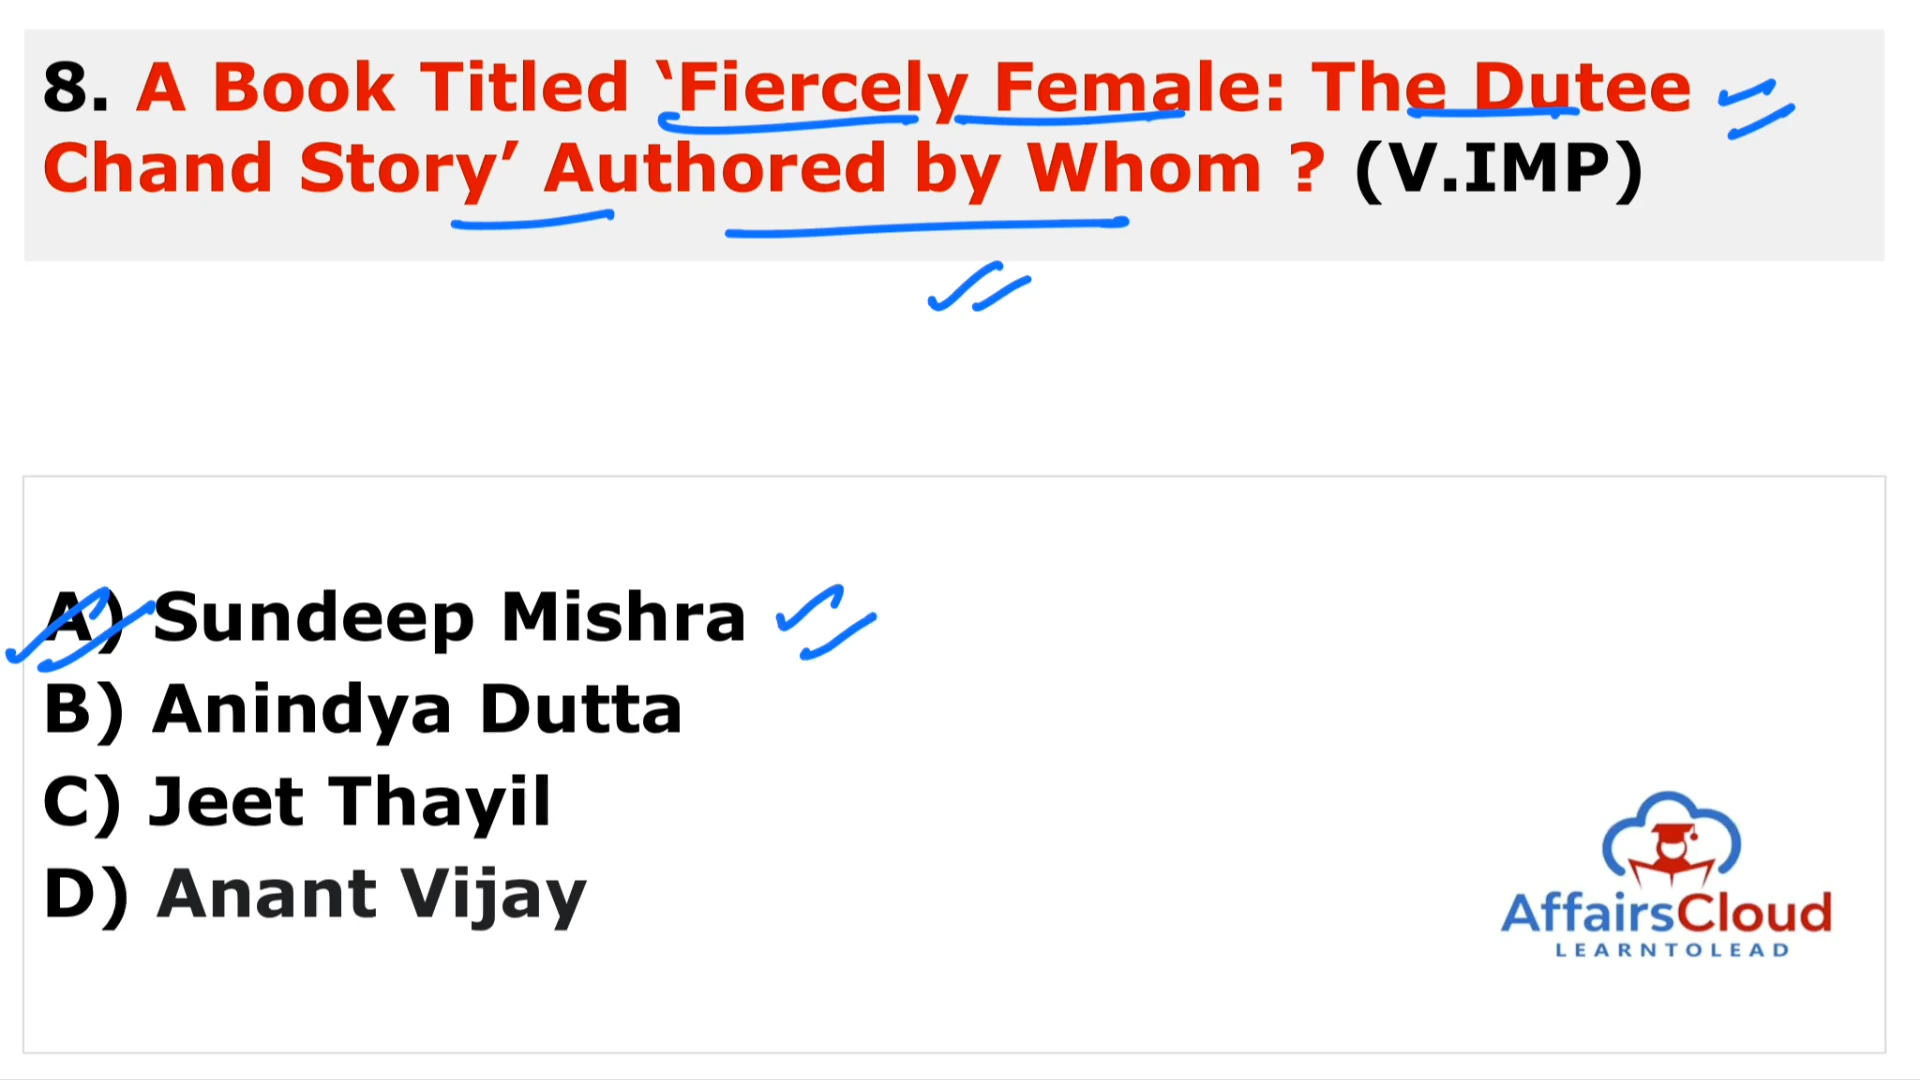 8. A Book Titled ‘Fiercely Female: The Dutee
Chand Story’ Authored by Whom ? (V.IMP)
A) Sundeep Mishra
B) Anindya Dutta
C) Jeet Thayil
D) Anant Vijay
AffairsCloud
LEARNTOLEAD